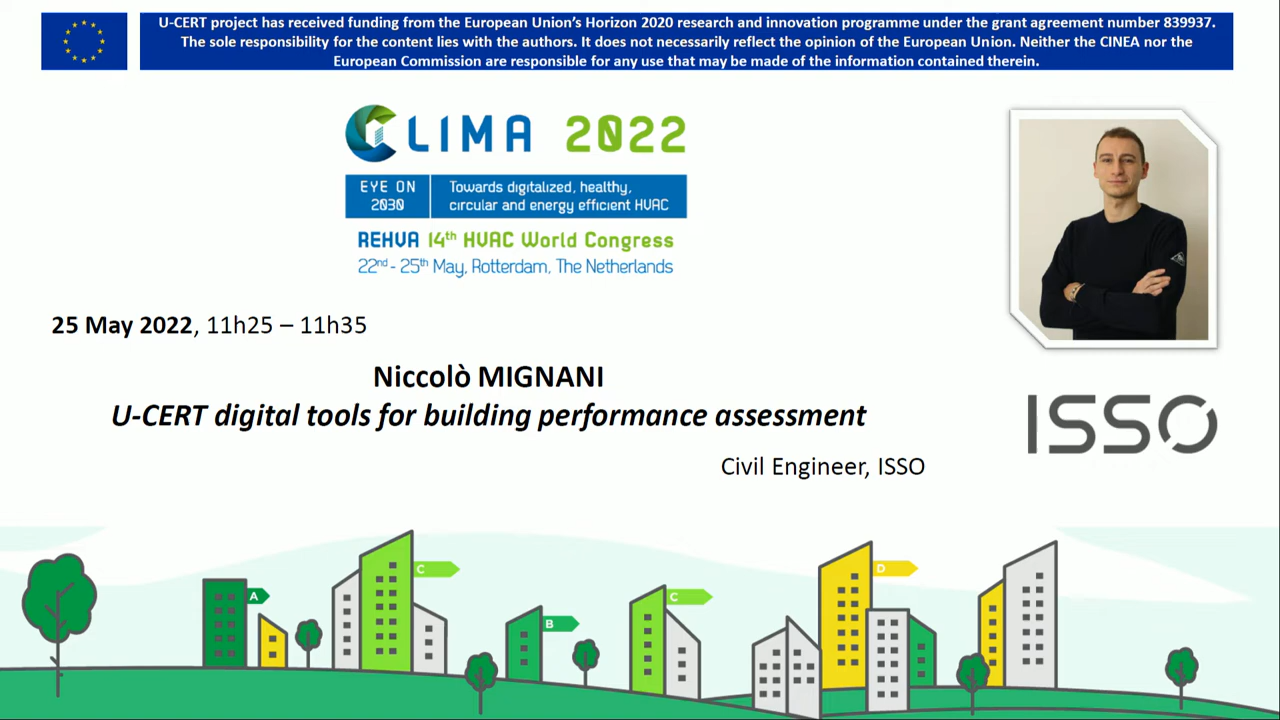 U-CERT project has received funding from the European Union’s Horizon 2020 research and innovation programme under the grant agreement number 839937.
The sole responsibility for the content lies with the authors. It does not necessarily reflect the opinion of the European Union. Neither the CINEA nor the
European Commission are responsible for any use that may be made of the information contained therein.
CLIMA 2022
EYE ON
2030
Towards digitalized, healthy,
circular and energy efficient HVAC
REHVA 14th HVAC World Congress
22nd - 25th May, Rotterdam, The Netherlands
25 May 2022, 11h25 – 11h35
Niccolò MIGNANI
U-CERT digital tools for building performance assessment
Civil Engineer, ISSO
ISSO
A
C
B
C
D